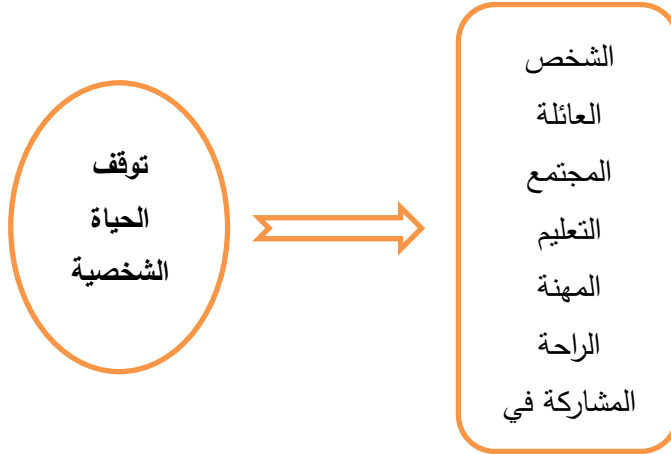 توقف
الحياة
الشخصية
الشخص
العائلة
المجتمع
التعليم
المهنة
الراحة
المشاركة في